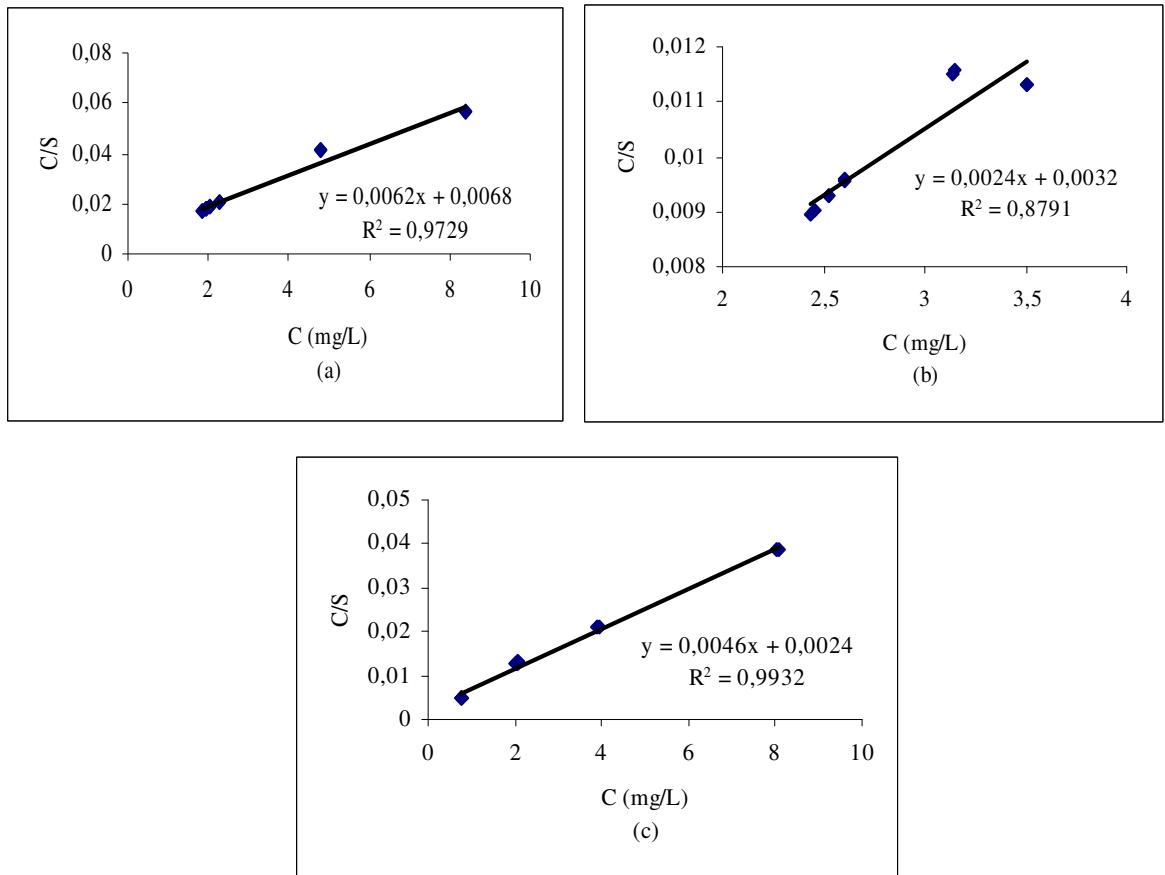 0,08
0,06
0,04
0,02
0
C/S
y = 0,0062x + 0,0068
R² = 0,9729
0 2 4 6 8 10
C (mg/L)
(a)
0,012
0,011
0,01
0,009
0,008
C/S
y = 0,0024x + 0,0032
R² = 0,8791
2 2,5 3 3,5 4
C (mg/L)
(b)
0,05
0,04
0,03
0,02
0,01
0
C/S
y = 0,0046x + 0,0024
R² = 0,9932
0 2 4 6 8 10
C (mg/L)
(c)